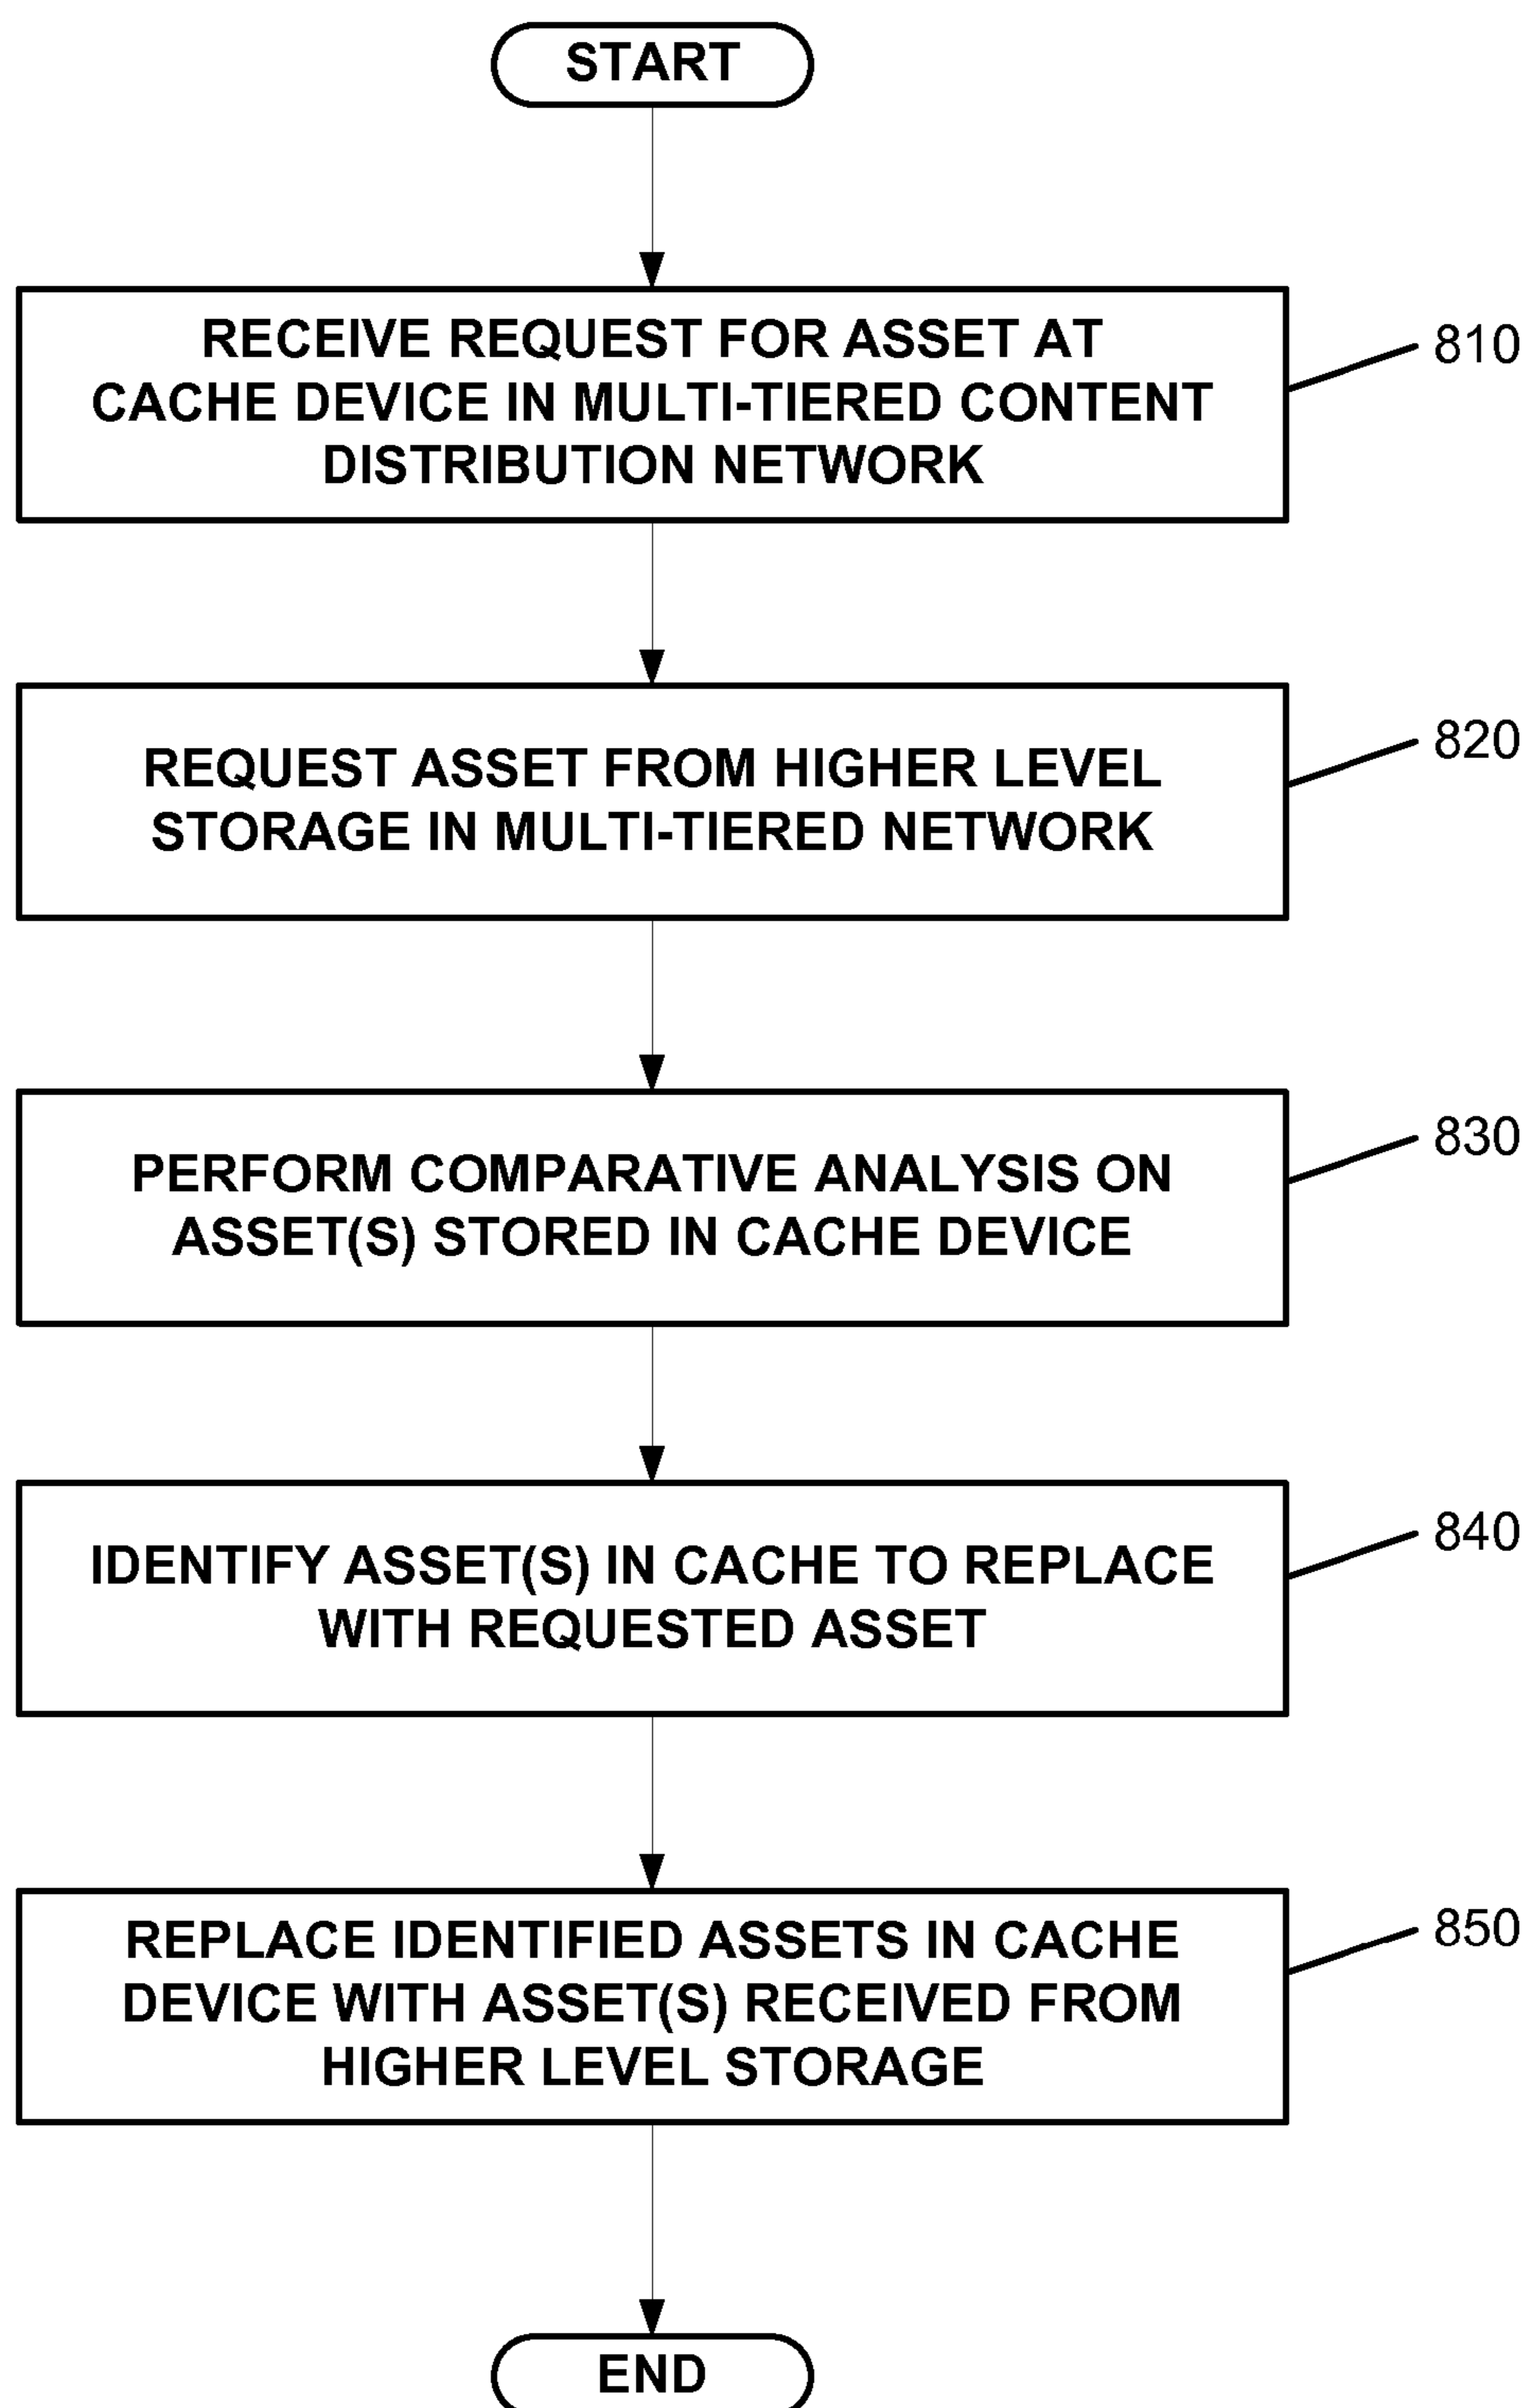 START
RECEIVE REQUEST FOR ASSET AT
CACHE DEVICE IN MULTI-TIERED CONTENT
DISTRIBUTION NETWORK
810
REQUEST ASSET FROM HIGHER LEVEL
STORAGE IN MULTI-TIERED NETWORK
820
PERFORM COMPARATIVE ANALYSIS ON
ASSET(S) STORED IN CACHE DEVICE
830
IDENTIFY ASSET(S) IN CACHE TO REPLACE
WITH REQUESTED ASSET
840
REPLACE IDENTIFIED ASSETS IN CACHE
DEVICE WITH ASSET(S) RECEIVED FROM
HIGHER LEVEL STORAGE
850
END